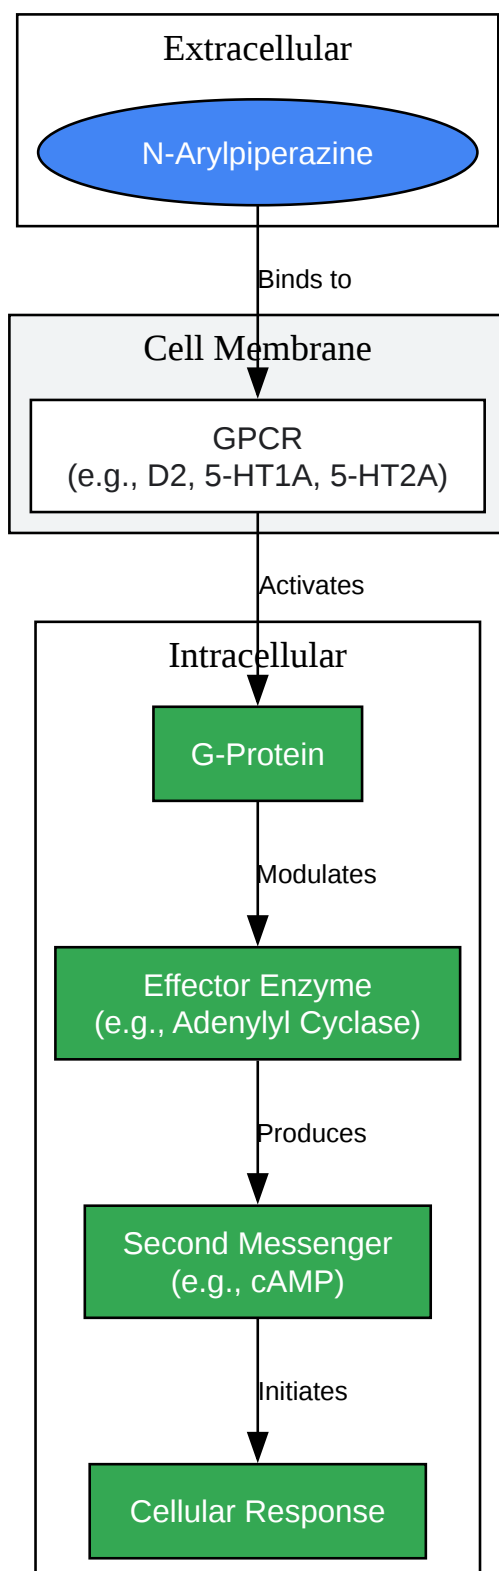 Extracellular
N-Arylpiperazine
Binds to
Cell Membrane
GPCR
(e.g., D2, 5-HT1A, 5-HT2A)
Activates
Intracellular
G-Protein
Modulates
Effector Enzyme
(e.g., Adenylyl Cyclase)
Produces
Second Messenger
(e.g., cAMP)
Initiates
Cellular Response